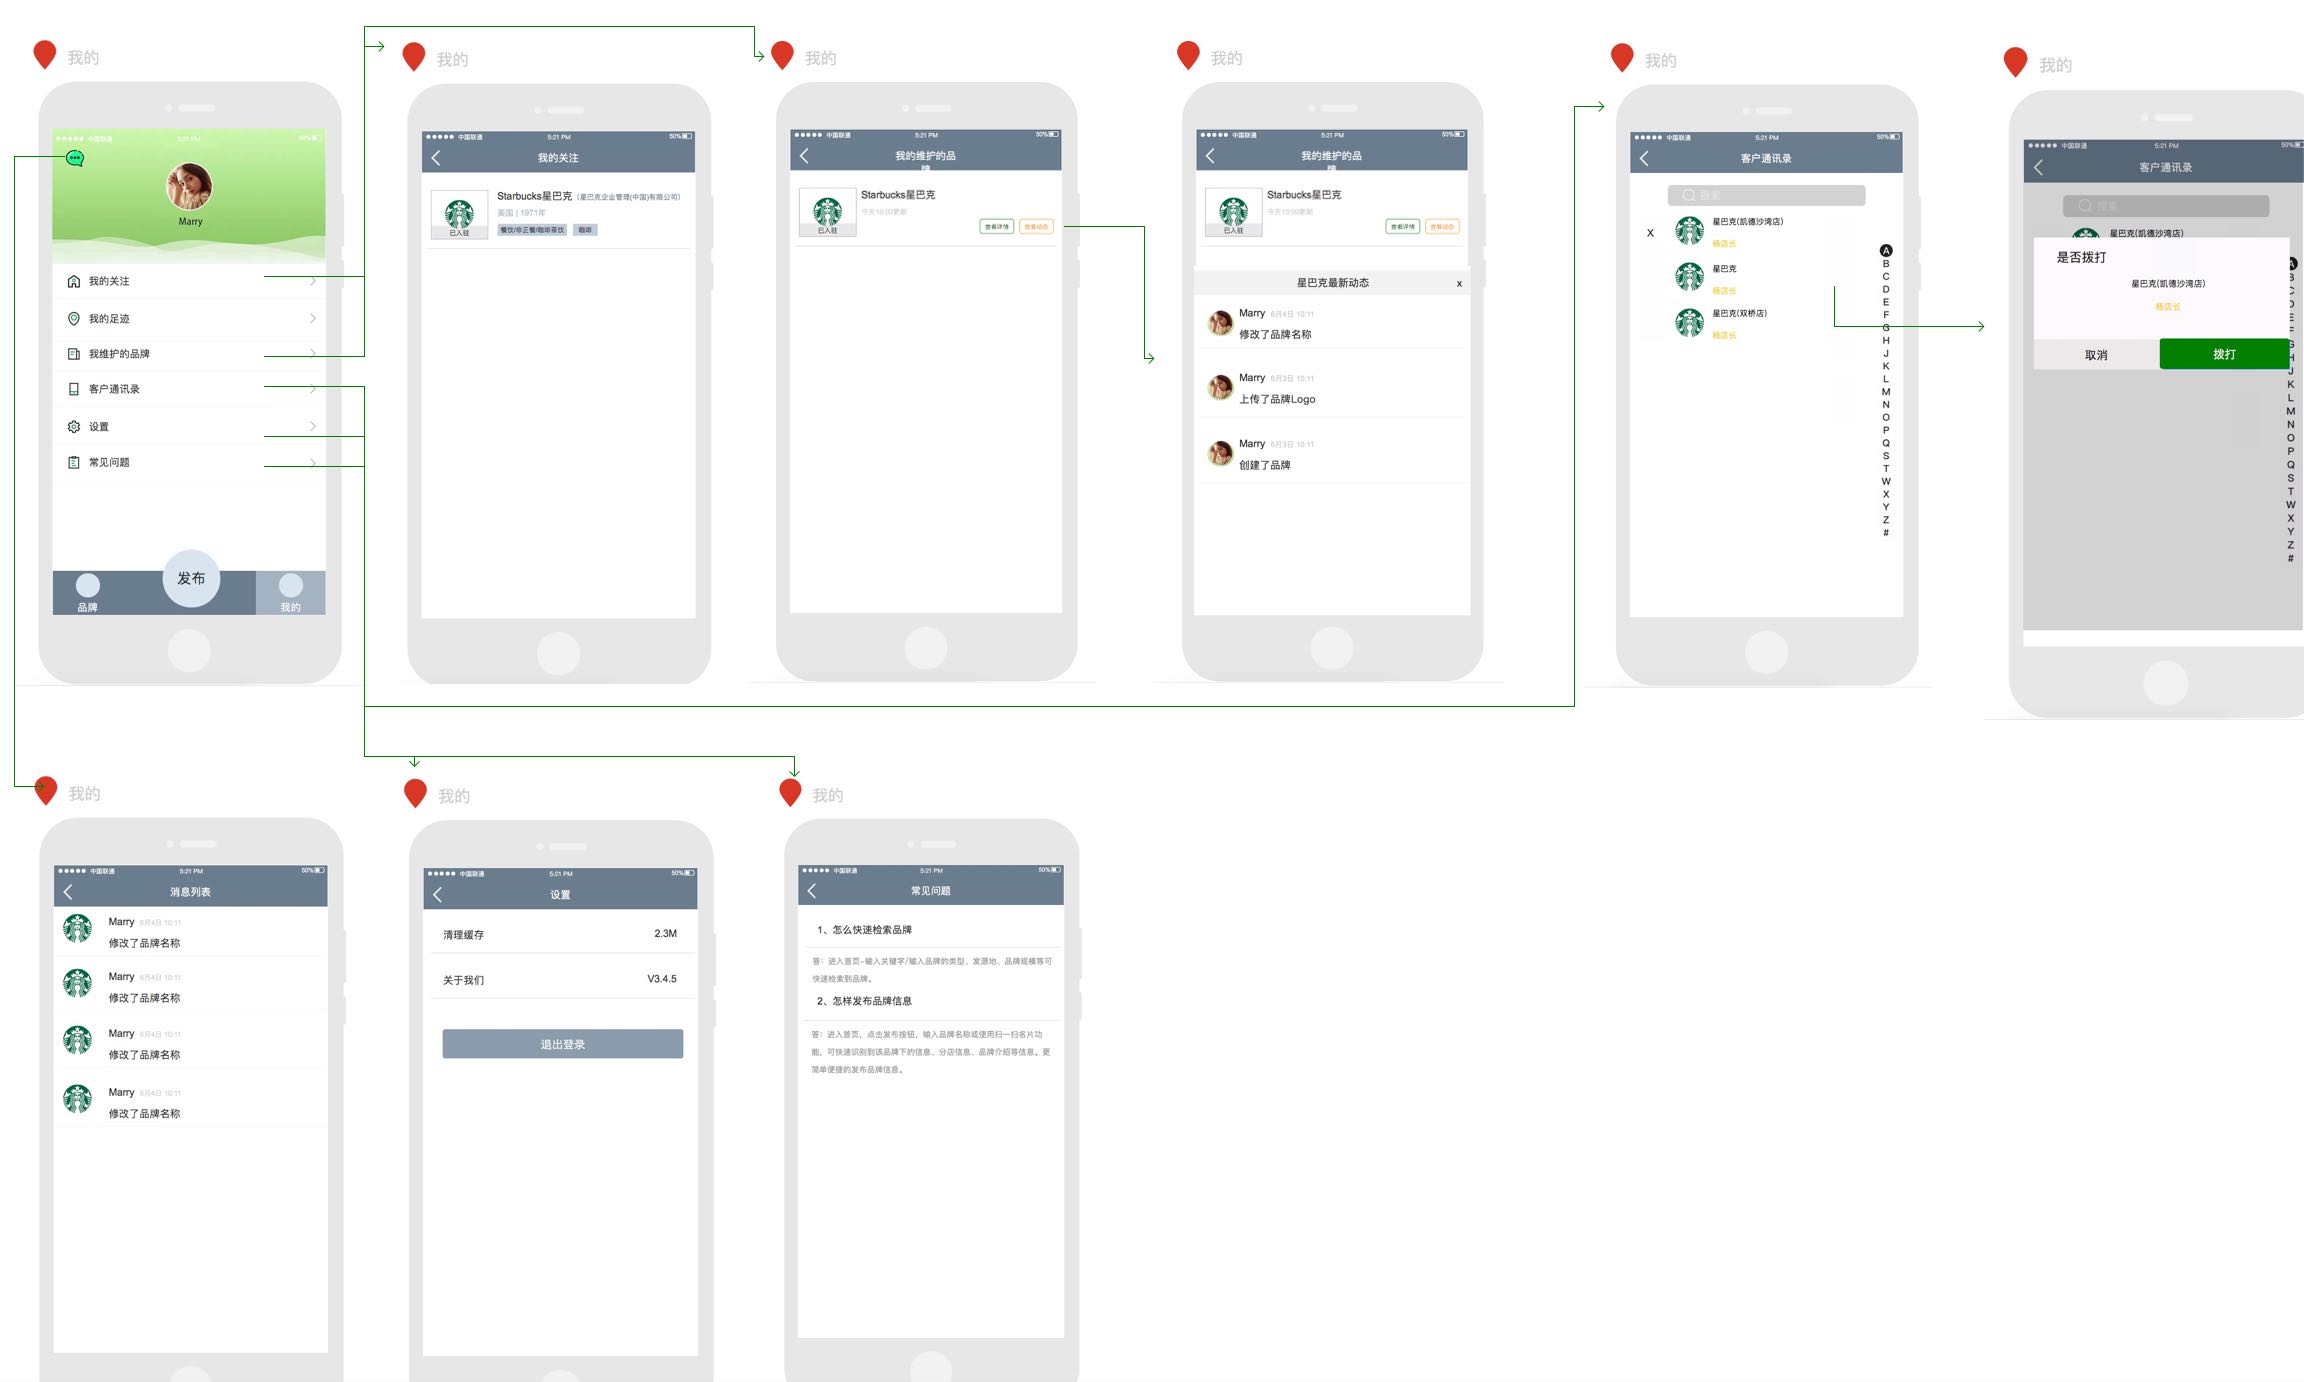 我的
中国联通 5:21 PM 50%
Marry
我的关注
我的足迹
我维护的品牌
客户通讯录
设置
常见问题
发布
品牌
我的
我的
中国联通 5:21 PM 50%
我的关注
Starbucks星巴克（星巴克企业管理(中国)有限公司)
美国 | 1971年
已入驻
餐饮/非正餐/咖啡茶饮 咖啡
我的
中国联通 5:21 PM 50%
我的维护的品
牌
Starbucks星巴克
今天10:00更新
已入驻
查看详情 查看动态
我的
中国联通 5:21 PM 50%
我的维护的品
牌
Starbucks星巴克
今天10:00更新
已入驻
查看详情 查看动态
星巴克最新动态 x
Marry 6月4日 10:11
修改了品牌名称
Marry 6月3日 10:11
上传了品牌Logo
Marry 6月3日 10:11
创建了品牌
我的
中国联通 5:21 PM 50%
客户通讯录
搜索
X
星巴克(凯德沙湾店)
杨店长
星巴克
杨店长
星巴克(双桥店)
杨店长
A
B
C
D
E
F
G
H
J
K
L
M
N
O
P
Q
S
T
W
X
Y
Z
#
我的
中国联通 5:21 PM 50%
客户通讯录
搜索
星巴克(凯德沙湾店)
是否拨打
星巴克(凯德沙湾店)
杨店长
取消 拨打
A
B
C
D
E
F
G
H
J
K
L
M
N
O
P
Q
S
T
W
X
Y
Z
#
我的
中国联通 5:21 PM 50%
消息列表
Marry 6月4日 10:11
修改了品牌名称
Marry 6月4日 10:11
修改了品牌名称
Marry 6月4日 10:11
修改了品牌名称
Marry 6月4日 10:11
修改了品牌名称
我的
中国联通 5:21 PM 50%
设置
清理缓存 2.3M
关于我们 V3.4.5
退出登录
我的
中国联通 5:21 PM 50%
常见问题
1、怎么快速检索品牌
答：进入首页-输入关键字/输入品牌的类型、发源地、品牌规模等可
快速检索到品牌。
2、怎样发布品牌信息
答：进入首页，点击发布按钮，输入品牌名称或使用扫一扫名片功
能，可快速识别到该品牌下的信息、分店信息、品牌介绍等信息。更
简单便捷的发布品牌信息。